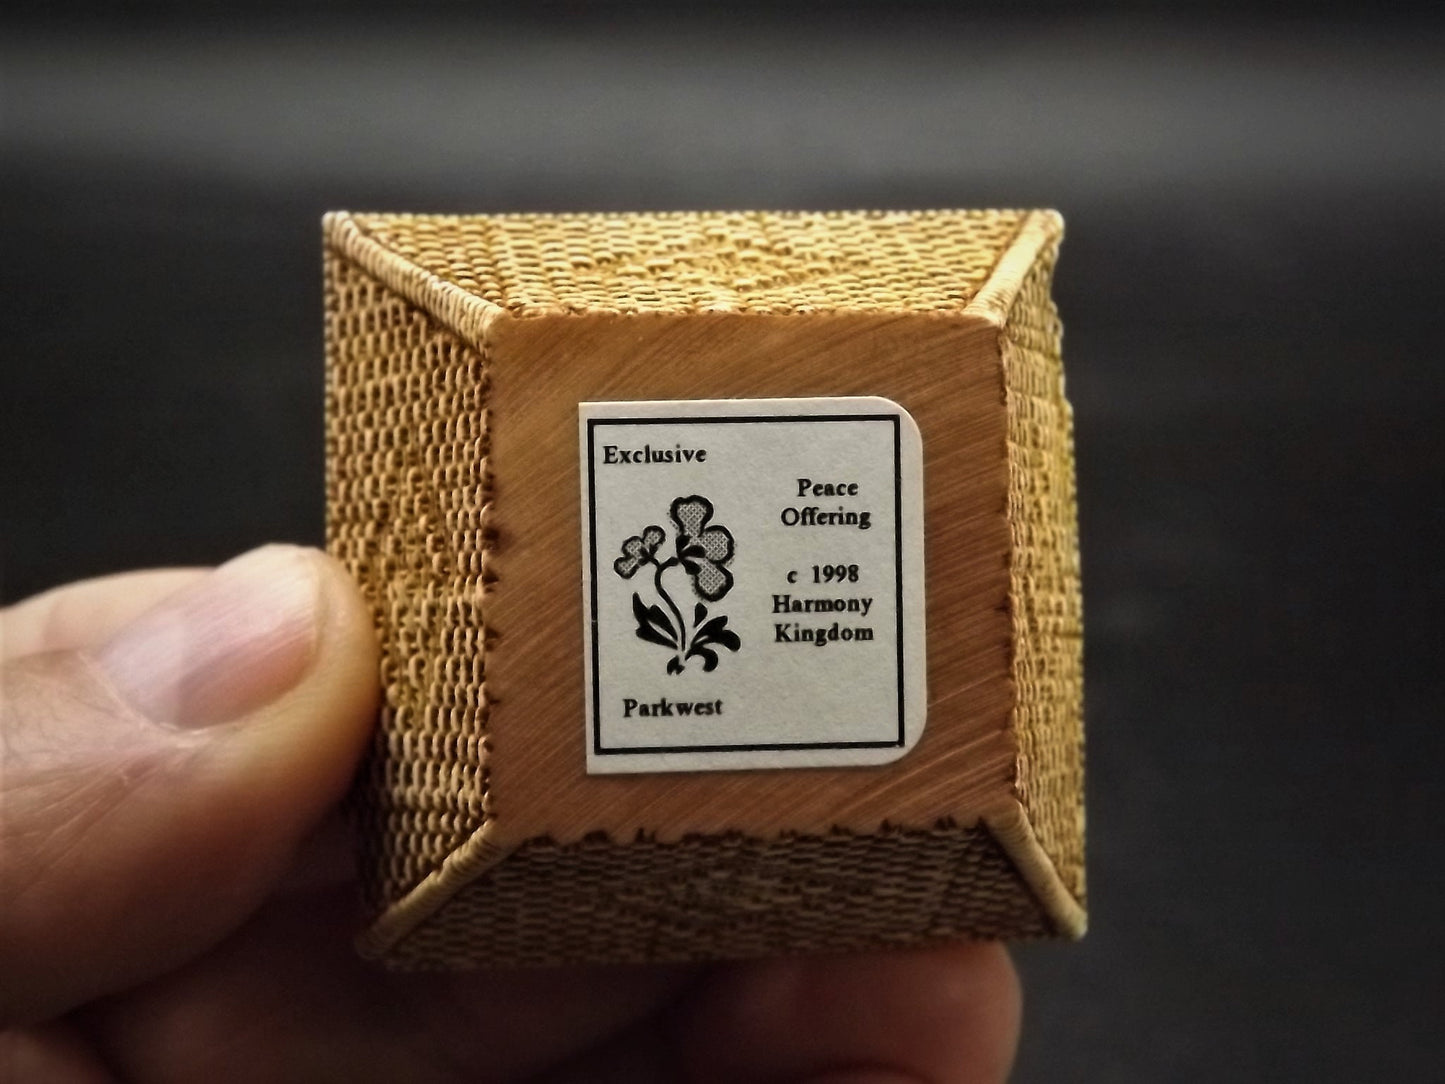 Exclusive
Peace
Offering
c 1998
Harmony
Kingdom
Parkwest